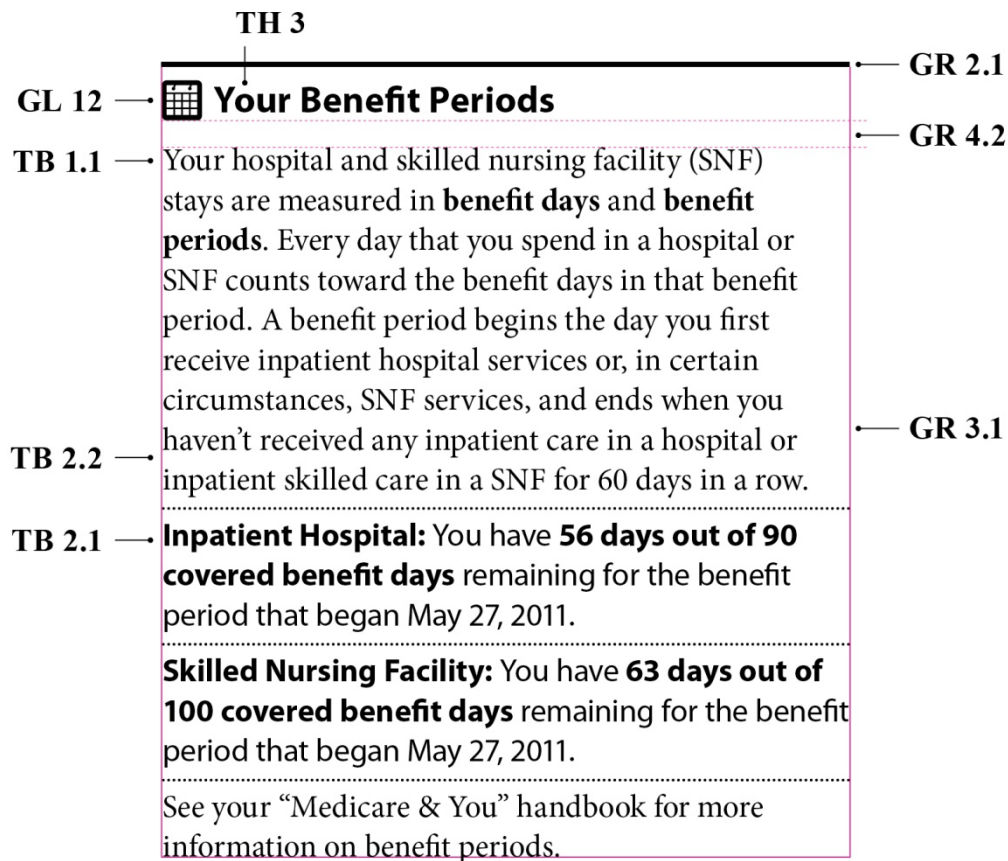 TH 3
GR 2.1
GL 12
Your Benefit Periods
GR 4.2
TB 1.1
Your hospital and skilled nursing facility (SNF)
stays are measured in benefit days and benefit
periods. Every day that you spend in a hospital or
SNF counts toward the benefit days in that benefit
period. A benefit period begins the day you first
receive inpatient hospital services or, in certain
circumstances, SNF services, and ends when you
haven’t received any inpatient care in a hospital or
GR 3.1
TB 2.2
inpatient skilled care in a SNF for 60 days in a row.
TB 2.1
Inpatient Hospital: You have 56 days out of 90
covered benefit days remaining for the benefit
period that began May 27, 2011.
Skilled Nursing Facility: You have 63 days out of
100 covered benefit days remaining for the benefit
period that began May 27, 2011.
See your “Medicare & You” handbook for more
information on benefit periods.